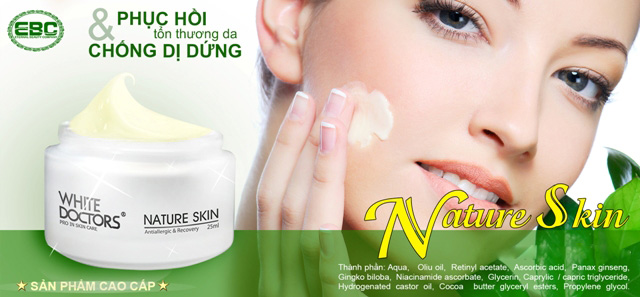 EBC
& PHỤC HỒI
tổn thương da
CHỐNG DỊ ỨNG
WHITE
DOCTORS®
PRO IN SKIN CARE
NATURE SKIN
Antiallergic & Recovery
25ml
★ SẢN PHẨM CAO CẤP ★
Nature Skin
Thành phần: Aqua, Oliu oil, Retinyl acetate, Ascorbic acid, Panax ginseng,
Gingko biloba, Niacinamide ascorbate, Glycerin, Caprylic / capric triglyceride,
Hydrogenated castor oil, Cocoa butter glyceryl esters, Propylene glycol.